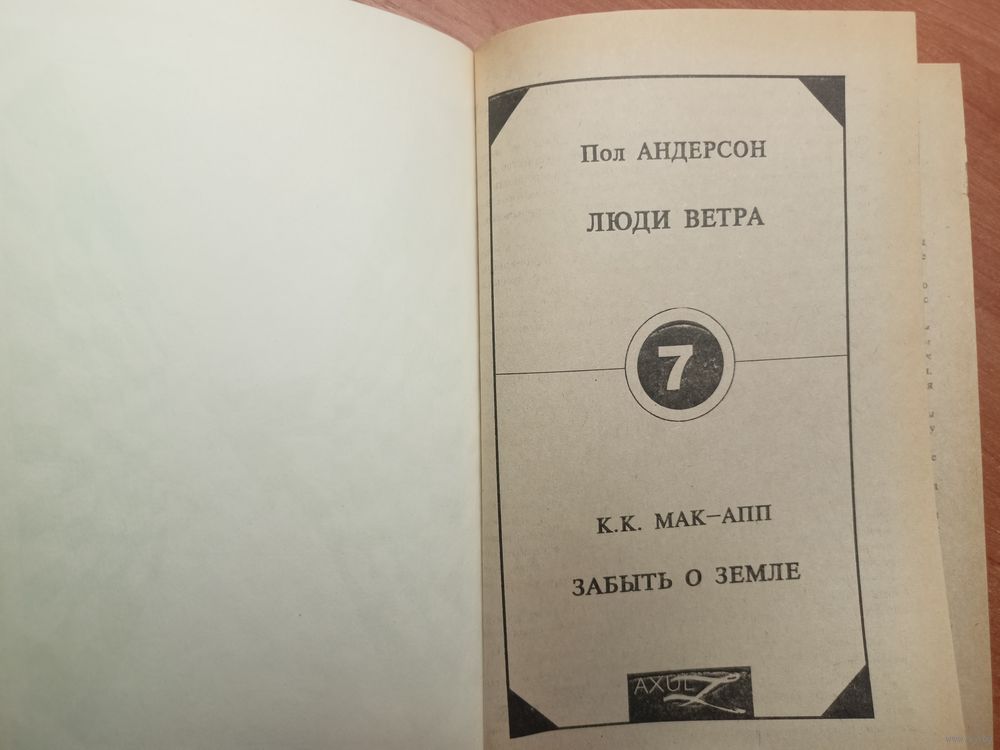 Пол АНДЕРСОН
ЛЮДИ ВЕТРА
7
К.К. МАК–АПП
ЗАБЫТЬ О ЗЕМЛЕ
AXUL